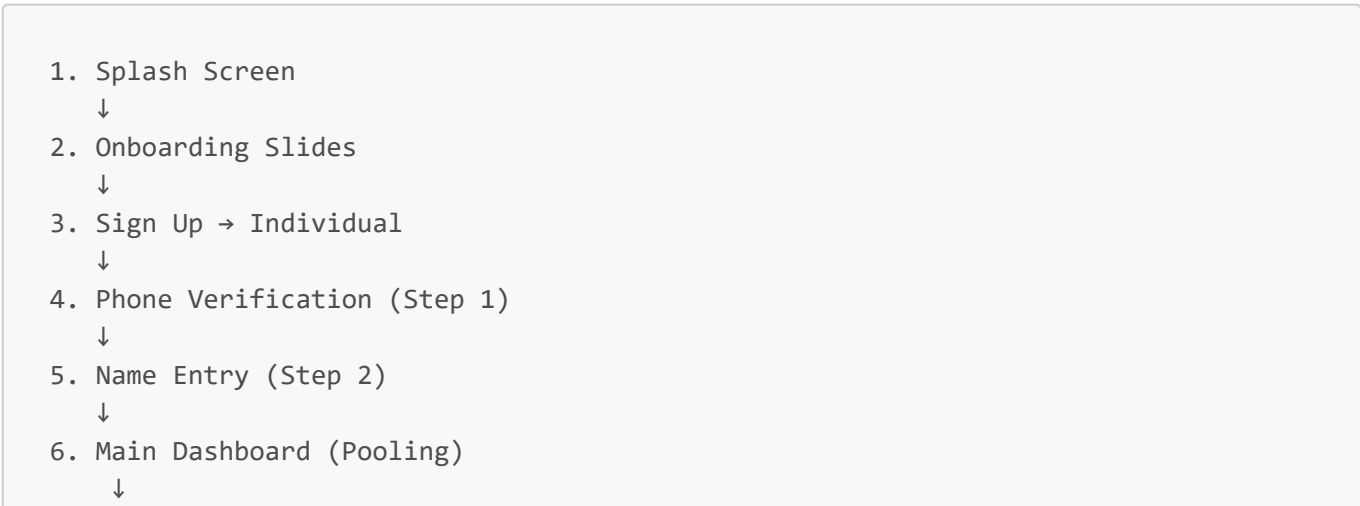 1. Splash Screen
↓
2. Onboarding Slides
↓
3. Sign Up → Individual
↓
4. Phone Verification (Step 1)
↓
5. Name Entry (Step 2)
↓
6. Main Dashboard (Pooling)
↓